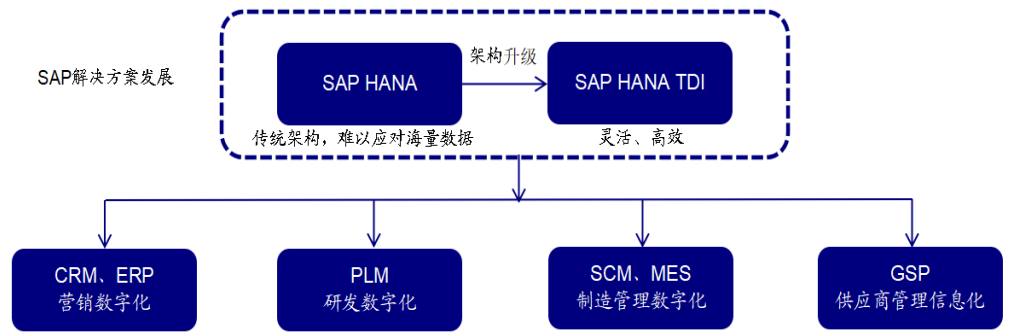 架构升级
SAP解决方案发展
SAP HANA
SAP HANA TDI
传统架构，难以应对海量数据
灵活、高效
CRM、ERP
营销数字化
PLM
研发数字化
SCM、MES
制造管理数字化
GSP
供应商管理信息化